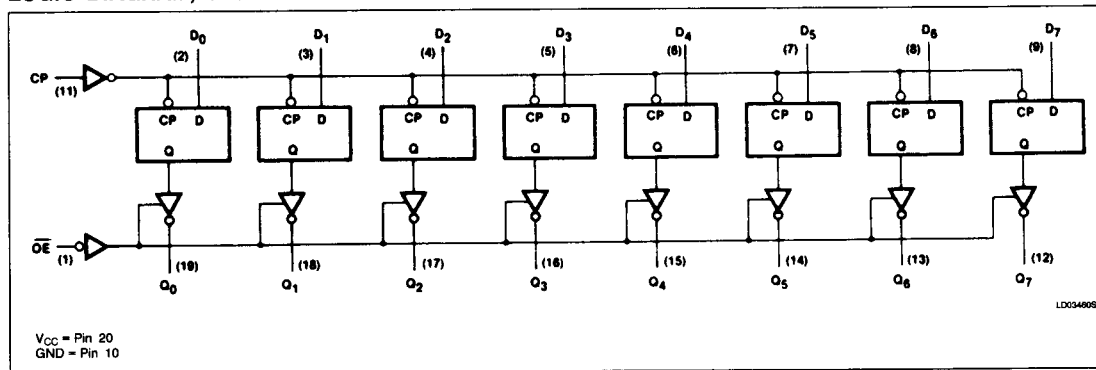 D0 D1 D2 D3 D4 D5 D6 D7
(2) (3) (4) (5) (6) (7) (8) (9)
CP
(11)
CP D CP D CP D CP D CP D CP D CP D CP D
Q Q Q Q Q Q Q Q
OE
(1)
(19) (18) (17) (16) (15) (14) (13) (12)
Q0 Q1 Q2 Q3 Q4 Q5 Q6 Q7
LD03460S
VCC = Pin 20
GND = Pin 10